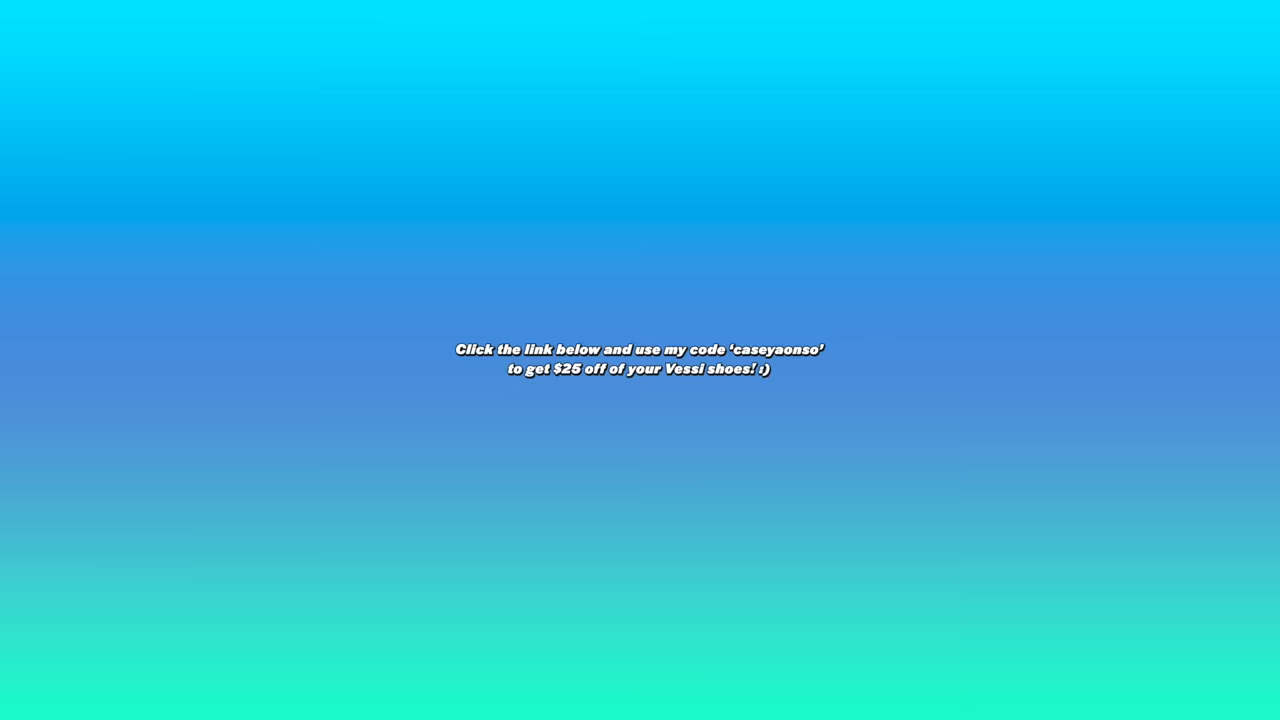 Click the link below and use my code ‘caseyaonso’
to get $25 off of your Vessi shoes! :)